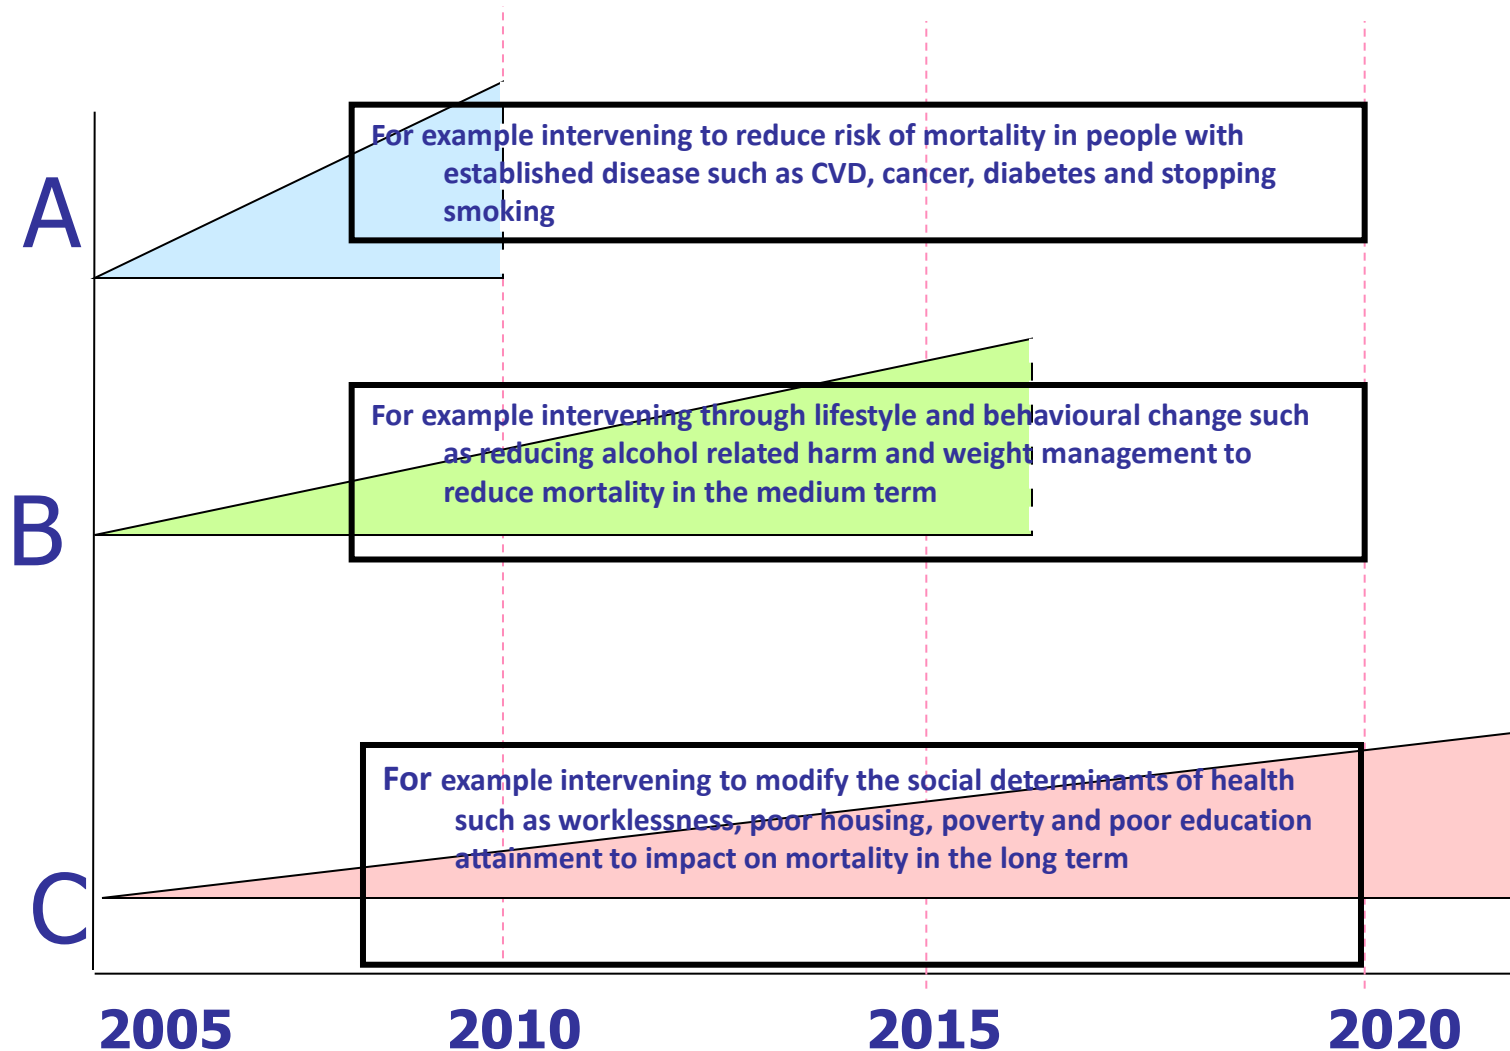 A
For example intervening to reduce risk of mortality in people with
established disease such as CVD, cancer, diabetes and stopping
smoking
B
For example intervening through lifestyle and behavioural change such
as reducing alcohol related harm and weight management to
reduce mortality in the medium term
C
For example intervening to modify the social determinants of health
such as worklessness, poor housing, poverty and poor education
attainment to impact on mortality in the long term
2005 2010 2015 2020